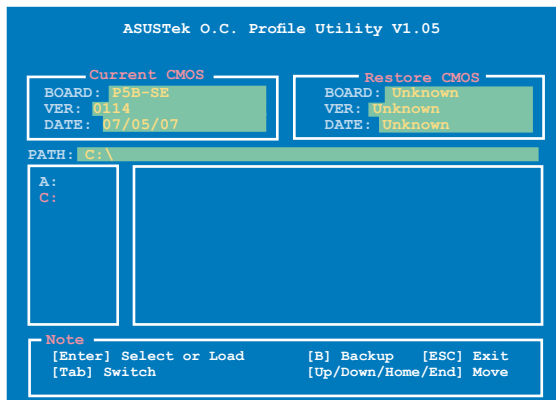 ASUSTek O.C. Profile Utility V1.05
Current CMOS
BOARD: P5B-SE
VER: 0114
DATE: 07/05/07
Restore CMOS
BOARD: Unknown
VER: Unknown
DATE: Unknown
PATH: C:\
A:
C:
Note
[Enter] Select or Load [B] Backup [ESC] Exit
[Tab] Switch [Up/Down/Home/End] Move